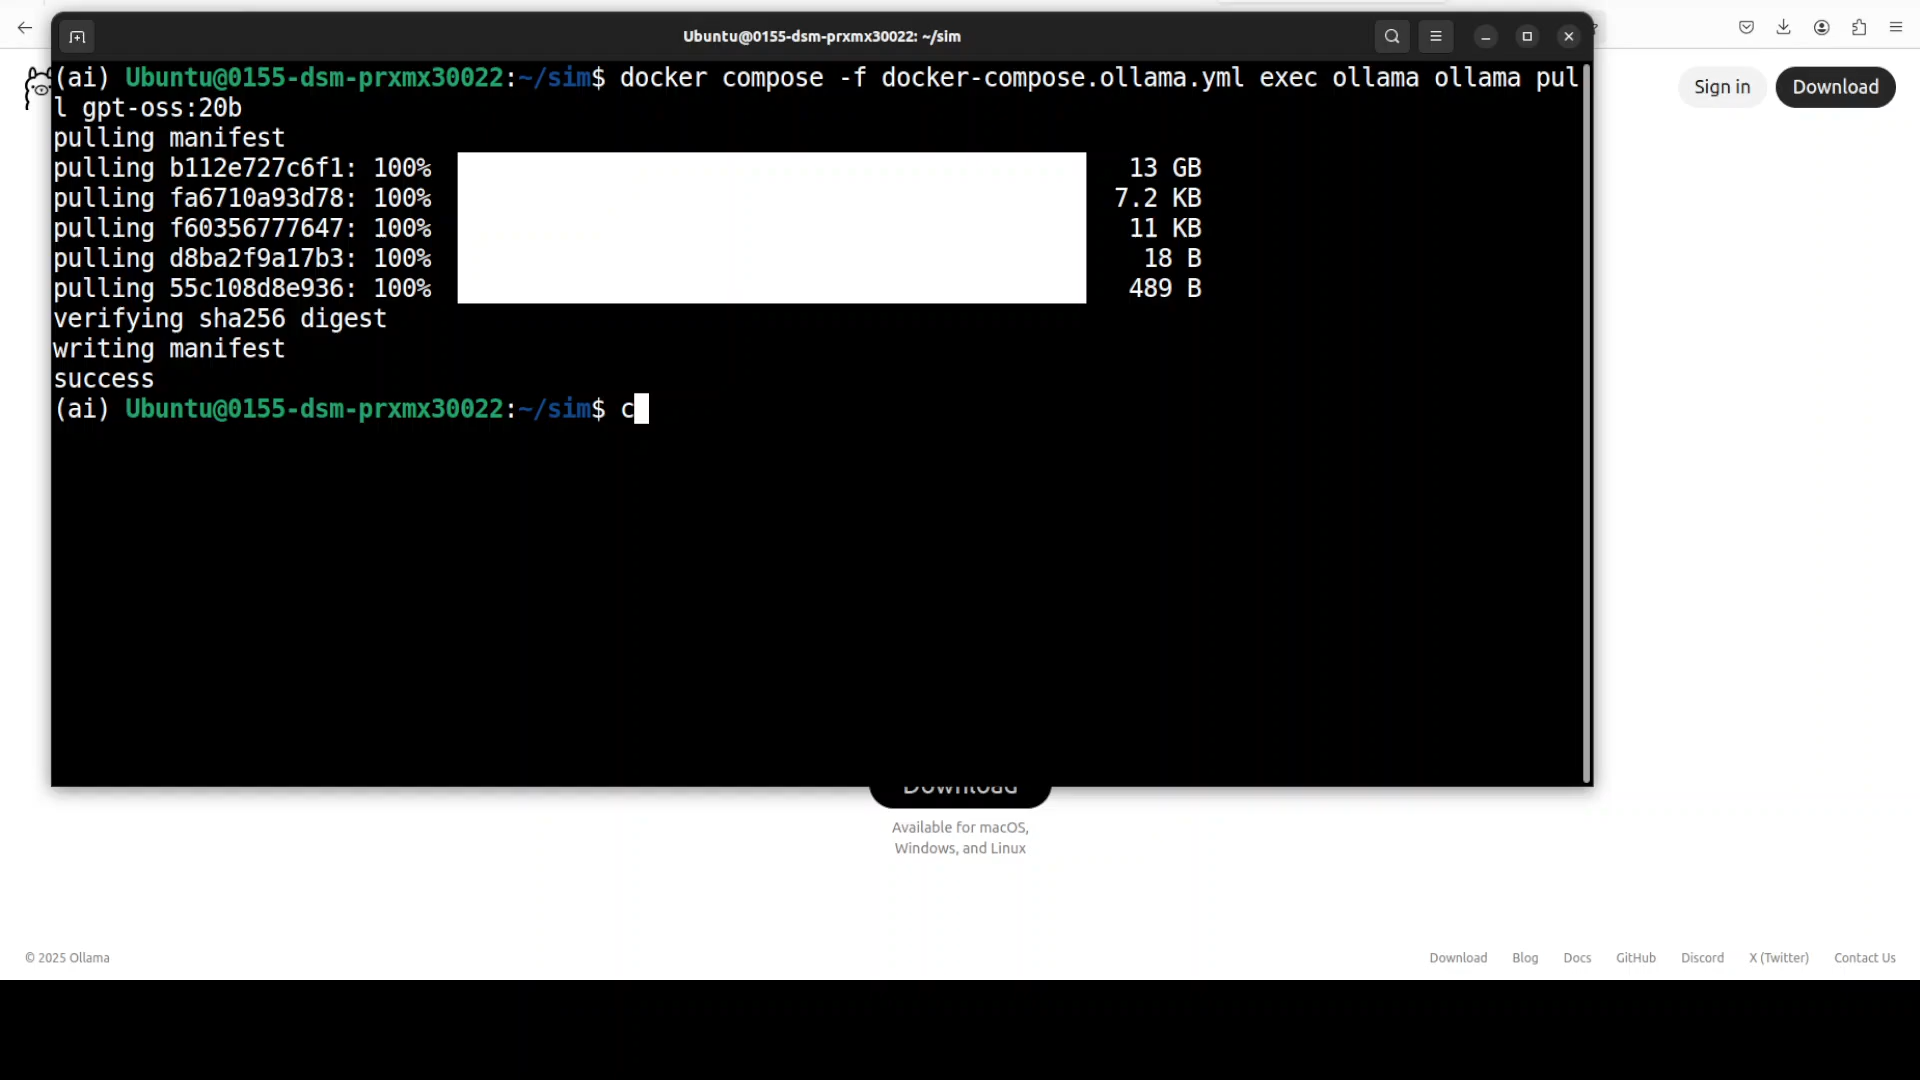 Ubuntu@0155-dsm-prxmx30022: ~/sim
(ai) Ubuntu@0155-dsm-prxmx30022:~/sim$ docker compose -f docker-compose.ollama.yml exec ollama ollama pul
l gpt-oss:20b
pulling manifest
pulling b112e727c6f1: 100% 13 GB
pulling fa6710a93d78: 100% 7.2 KB
pulling f60356777647: 100% 11 KB
pulling d8ba2f9a17b3: 100% 18 B
pulling 55c108d8e936: 100% 489 B
verifying sha256 digest
writing manifest
success
(ai) Ubuntu@0155-dsm-prxmx30022:~/sim$ c
Sign in
Download
Download
Available for macOS,
Windows, and Linux
© 2025 Ollama
Download Blog Docs GitHub Discord X (Twitter) Contact Us